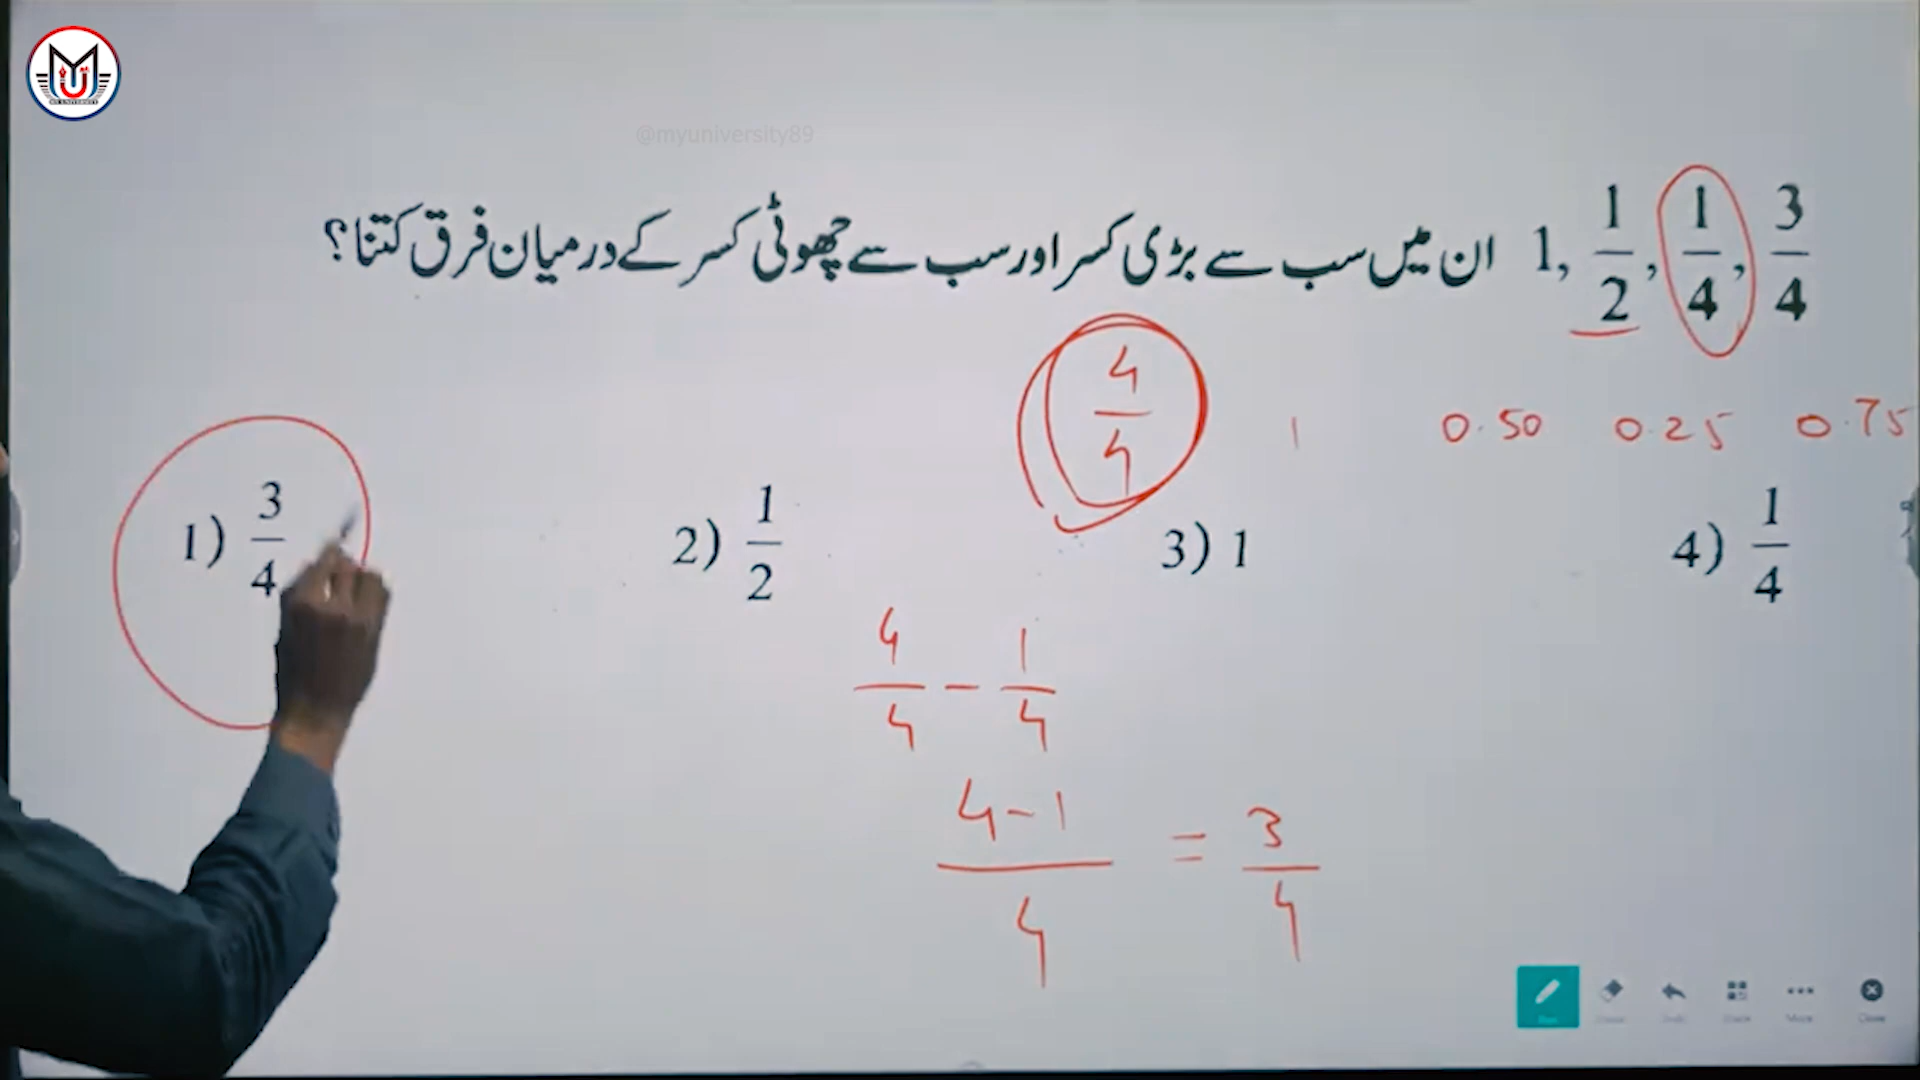 MY UNIVERSITY
@myuniversity89
1, 1/2, 1/4, 3/4 ان میں سب سے بڑی کسر اور سب سے چھوٹی کسر کے درمیان فرق کتنا؟
4/4
1 0.50 0.25 0.75
1) 3/4 2) 1/2 3) 1 4) 1/4
4/4 - 1/4
4-1/4 = 3/4